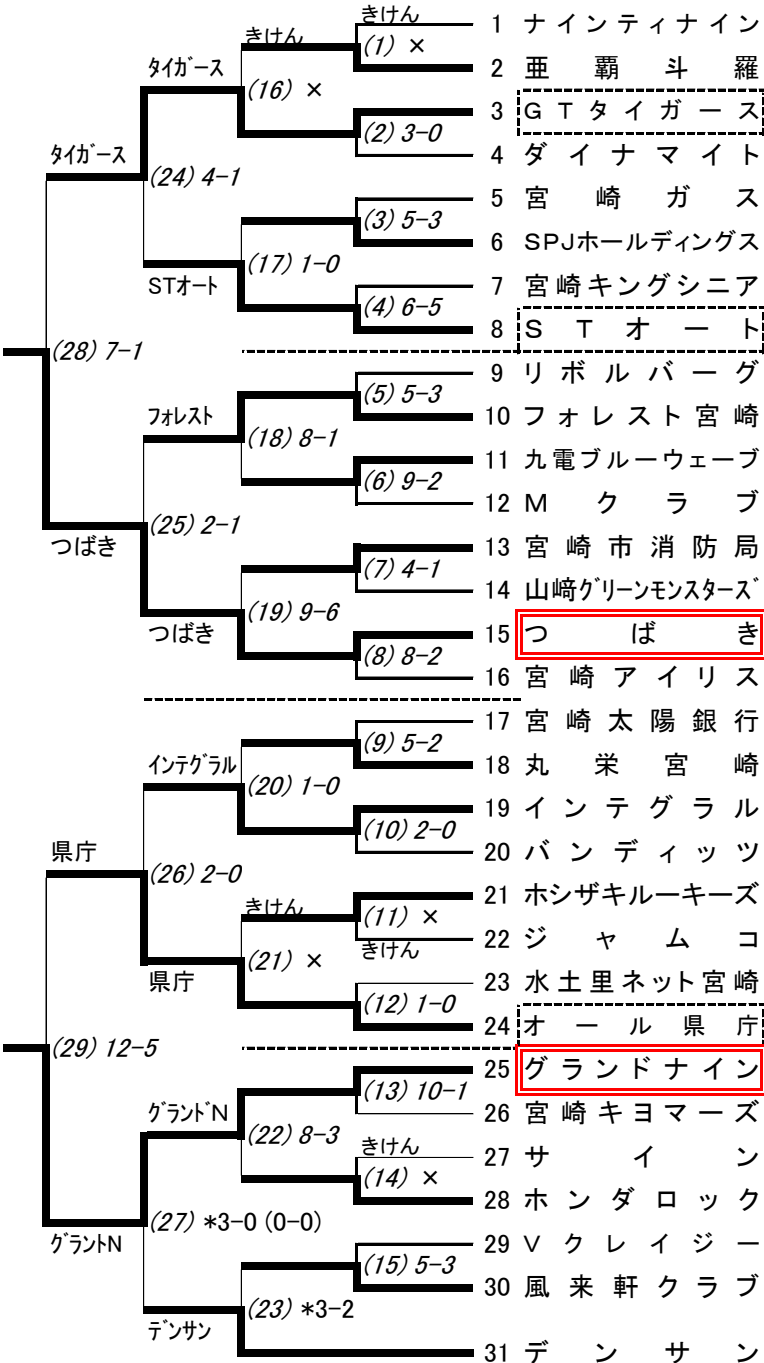 きけん
1 ナインティナイン
きけん
(1) ×
タイガース
2 亜覇斗羅
(16) ×
3 GTタイガース
(2) 3-0
タイガース
4 ダイナマイト
(24) 4-1
5 宮崎ガス
(3) 5-3
6 SPJホールディングス
(17) 1-0
STオート
7 宮崎キングシニア
(4) 6-5
8 STオート
(28) 7-1
9 リボルバーグ
(5) 5-3
フォレスト
10 フォレスト宮崎
(18) 8-1
11 九電ブルーウェーブ
(6) 9-2
12 Mクラブ
(25) 2-1
つばき
13 宮崎市消防局
(7) 4-1
14 山﨑グリーンモンスターズ
(19) 9-6
つばき
15 つばき
(8) 8-2
16 宮崎アイリス
17 宮崎太陽銀行
(9) 5-2
インテグラル
18 丸栄宮崎
(20) 1-0
19 インテグラル
(10) 2-0
県庁
20 バンディッツ
(26) 2-0
21 ホシザキルーキーズ
きけん
(11) ×
22 ジャムコ
きけん
(21) ×
県庁
23 水土里ネット宮崎
(12) 1-0
24 オール県庁
(29) 12-5
25 グランドナイン
(13) 10-1
グランドN
26 宮崎キヨマーズ
(22) 8-3
きけん
27 サイン
(14) ×
28 ホンダロック
(27) *3-0 (0-0)
グラントN
29 Vクレイジー
(15) 5-3
30 風来軒クラブ
(23) *3-2
デンサン
31 デンサン